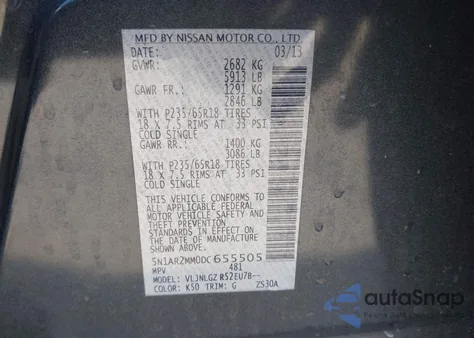 MFD BY NISSAN MOTOR CO., LTD
DATE: 03/13
GVWR: 2682 KG
5913 LB
GAWR FR: 1291 KG
2846 LB
WITH P235/65R18 TIRES
18 X 7.5 RIMS AT 33 PSI
COLD SINGLE
GAWR RR: 1400 KG
3086 LB
WITH P235/65R18 TIRES
18 X 7.5 RIMS AT 33 PSI
COLD SINGLE
THIS VEHICLE CONFORMS TO
ALL APPLICABLE FEDERAL
MOTOR VEHICLE SAFETY AND
THEFT PREVENTION
STANDARDS IN EFFECT ON
THE DATE OF MANUFACTURE
SHOWN ABOVE.
5N1AR2MM0DC655505
MPV 481
MODEL: VLJNLGZ R52EU7B--
COLOR: K50 TRIM: G ZS30A
autoSnap